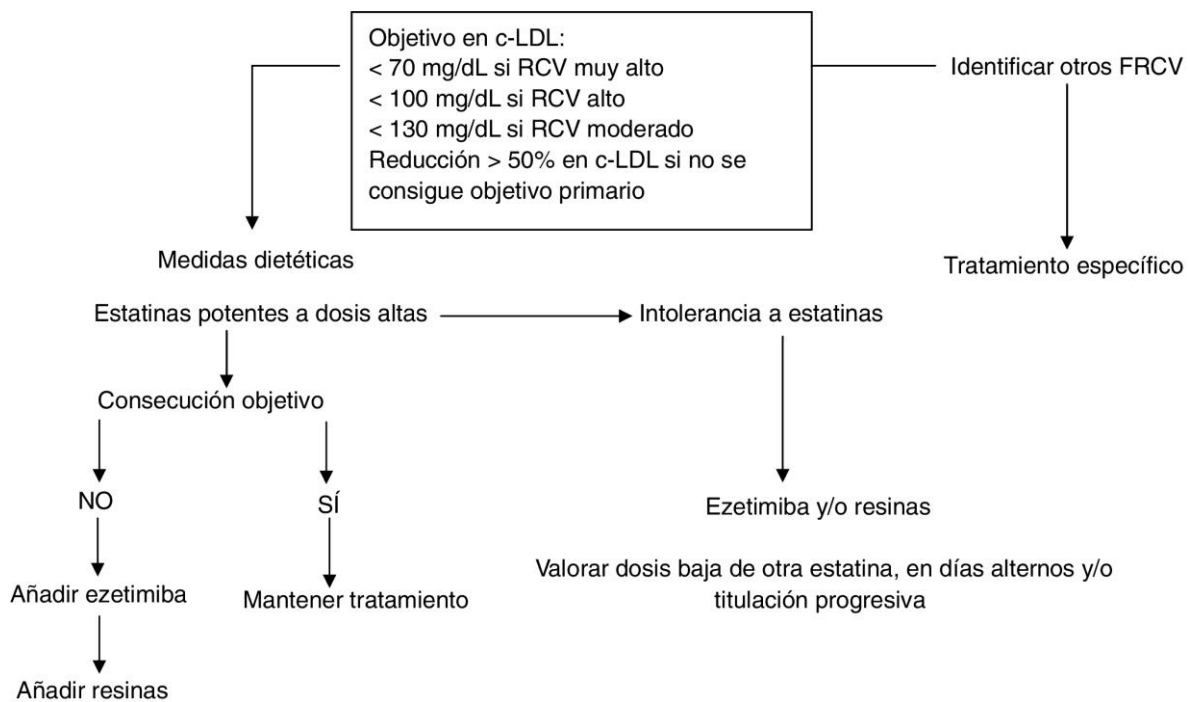 Objetivo en c-LDL:
< 70 mg/dL si RCV muy alto
< 100 mg/dL si RCV alto
< 130 mg/dL si RCV moderado
Reducción > 50% en c-LDL si no se
consigue objetivo primario
Identificar otros FRCV
Medidas dietéticas
Tratamiento específico
Estatinas potentes a dosis altas
Intolerancia a estatinas
Consecución objetivo
NO
SÍ
Ezetimiba y/o resinas
Añadir ezetimiba
Mantener tratamiento
Valorar dosis baja de otra estatina, en días alternos y/o
titulación progresiva
Añadir resinas